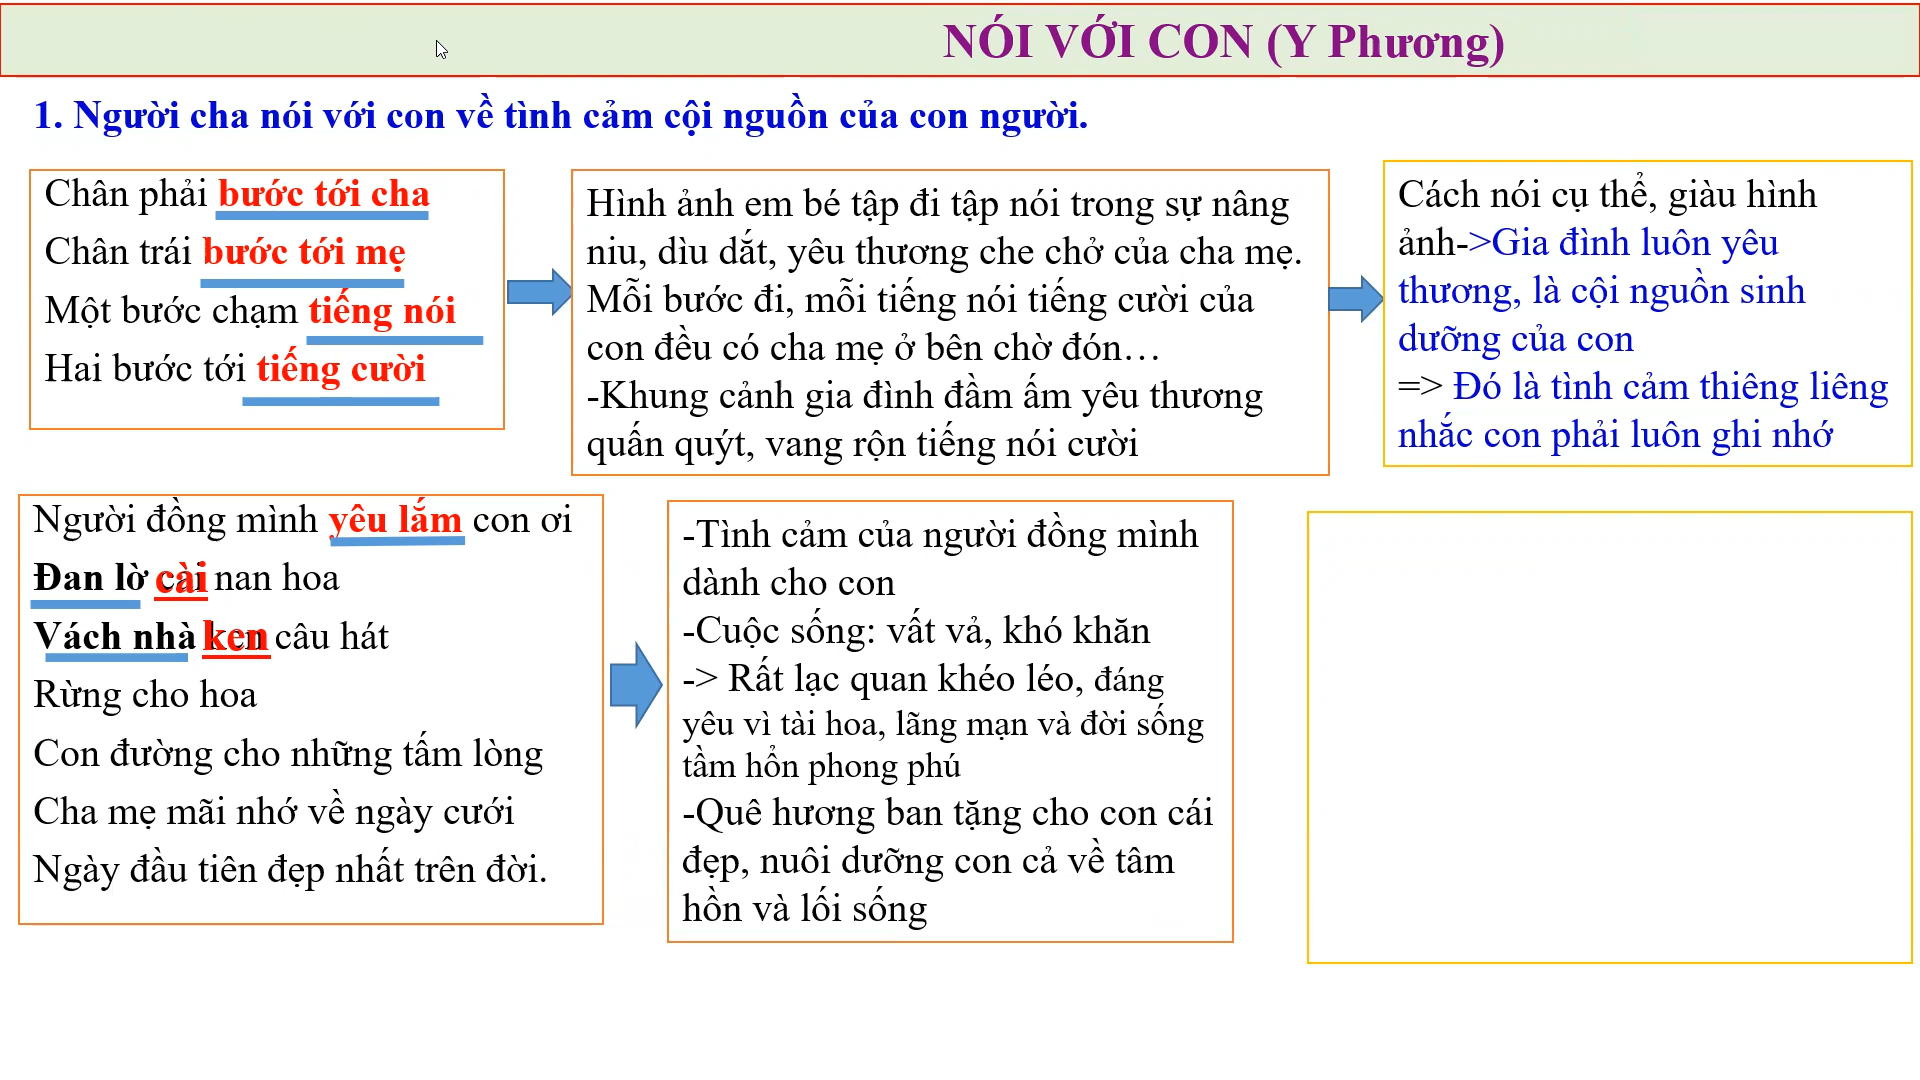 NÓI VỚI CON (Y Phương)
1. Người cha nói với con về tình cảm cội nguồn của con người.
Chân phải bước tới cha
Chân trái bước tới mẹ
Một bước chạm tiếng nói
Hai bước tới tiếng cười
Hình ảnh em bé tập đi tập nói trong sự nâng
niu, dìu dắt, yêu thương che chở của cha mẹ.
Mỗi bước đi, mỗi tiếng nói tiếng cười của
con đều có cha mẹ ở bên chờ đón…
-Khung cảnh gia đình đầm ấm yêu thương
quấn quýt, vang rộn tiếng nói cười
Cách nói cụ thể, giàu hình
ảnh->Gia đình luôn yêu
thương, là cội nguồn sinh
dưỡng của con
=> Đó là tình cảm thiêng liêng
nhắc con phải luôn ghi nhớ
Người đồng mình yêu lắm con ơi
Đan lờ cài nan hoa
Vách nhà ken câu hát
Rừng cho hoa
Con đường cho những tấm lòng
Cha mẹ mãi nhớ về ngày cưới
Ngày đầu tiên đẹp nhất trên đời.
-Tình cảm của người đồng mình
dành cho con
-Cuộc sống: vất vả, khó khăn
-> Rất lạc quan khéo léo, đáng
yêu vì tài hoa, lãng mạn và đời sống
tầm hổn phong phú
-Quê hương ban tặng cho con cái
đẹp, nuôi dưỡng con cả về tâm
hồn và lối sống